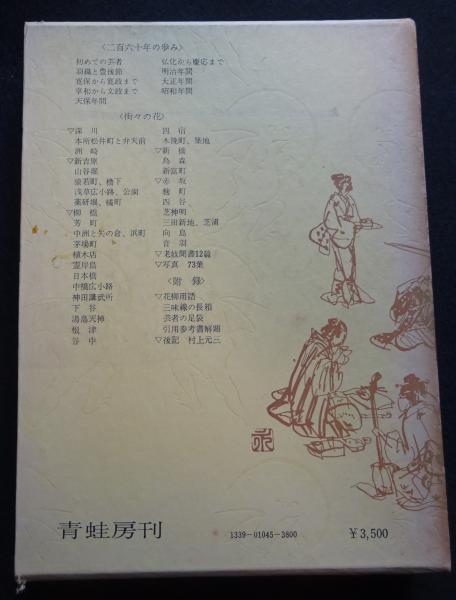 〈二百六十年の歩み〉
初めての芸者
羽織と豊後節
寛保から寛政まで
享和から文政まで
天保年間
弘化から慶応まで
明治年間
大正年間
昭和年間
〈街々の花〉
▽深川
本所松井町と弁天前
洲崎
▽新吉原
山谷堀
猿若町、櫓下
浅草広小路、公園
薬研堀、橘町
▽柳橋
芳町
中洲と矢の倉、浜町
茅場町
植木店
霊岸島
日本橋
中橋広小路
神田講武所
下谷
湯島天神
根津
谷中
四宿
木挽町、築地
▽新橋
烏森
新富町
▽赤坂
麹町
四谷
芝神明
三田新地、芝浦
向島
音羽
▽老妓聞書12篇
▽写真 73葉
〈附録〉
▽花柳用語
三味線の長箱
芸者の足袋
引用参考書解題
▽後記 村上元三
青蛙房刊
1339-01045-3800
¥3,500